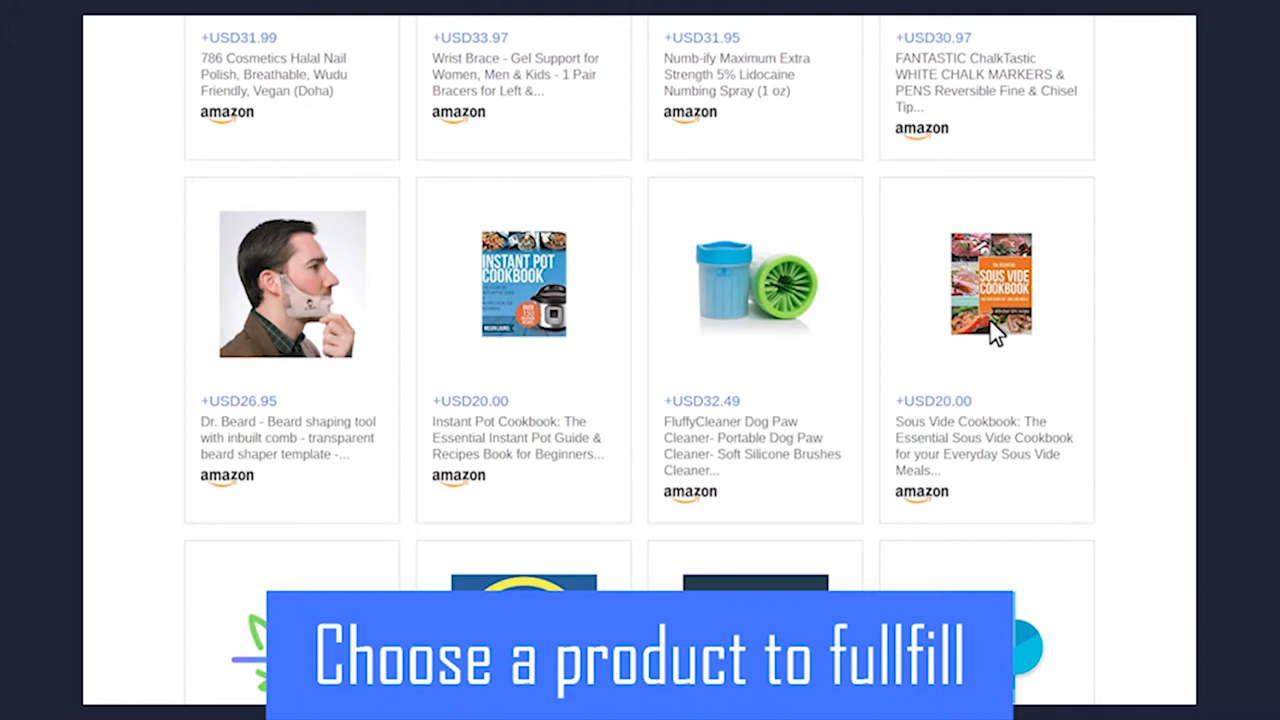 +USD31.99
786 Cosmetics Halal Nail
Polish, Breathable, Wudu
Friendly, Vegan (Doha)
amazon
+USD33.97
Wrist Brace - Gel Support for
Women, Men & Kids - 1 Pair
Bracers for Left &...
amazon
+USD31.95
Numb-ify Maximum Extra
Strength 5% Lidocaine
Numbing Spray (1 oz)
amazon
+USD30.97
FANTASTIC ChalkTastic
WHITE CHALK MARKERS &
PENS Reversible Fine & Chisel
Tip...
amazon
+USD26.95
Dr. Beard - Beard shaping tool
with inbuilt comb - transparent
beard shaper template -...
amazon
INSTANT POT
COOKBOOK
+USD20.00
Instant Pot Cookbook: The
Essential Instant Pot Guide &
Recipes Book for Beginners...
amazon
+USD32.49
FluffyCleaner Dog Paw
Cleaner- Portable Dog Paw
Cleaner- Soft Silicone Brushes
Cleaner...
amazon
SOUS VIDE
COOKBOOK
+USD20.00
Sous Vide Cookbook: The
Essential Sous Vide Cookbook
for your Everyday Sous Vide
Meals...
amazon
Choose a product to fullfill